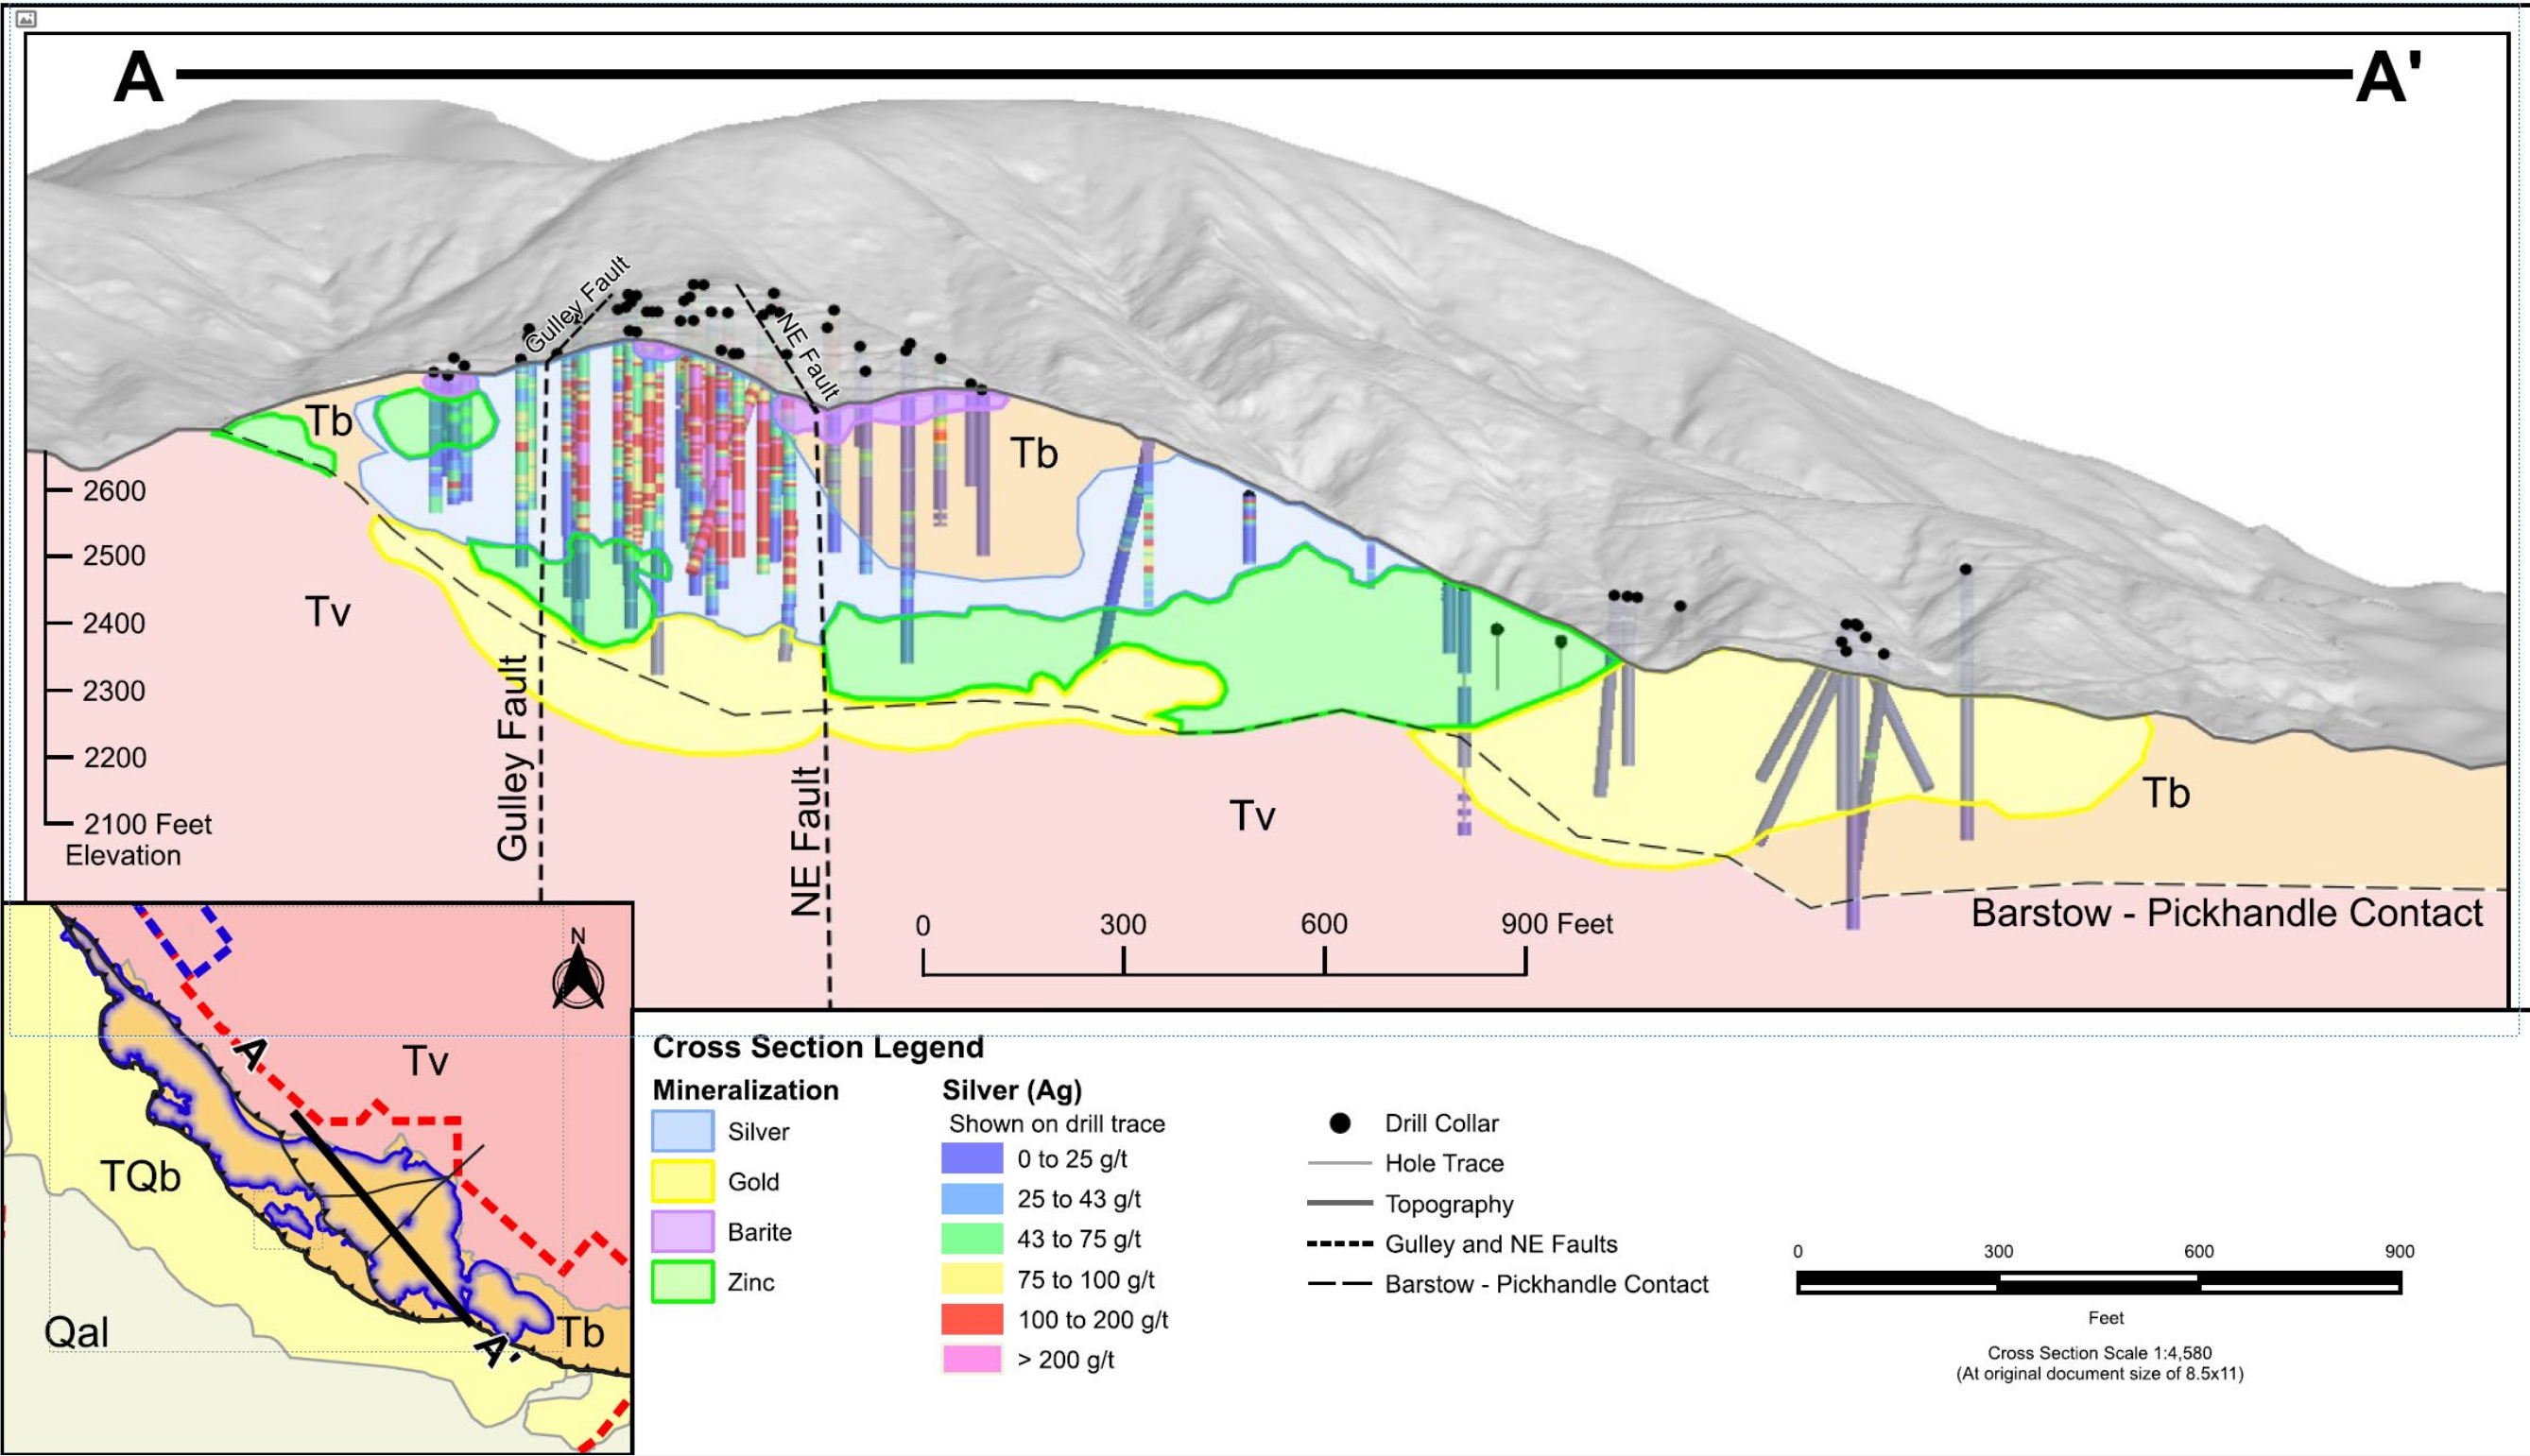 A
A'
Gulley Fault
NE Fault
Tb
Tb
2600
2500
2400
2300
2200
2100 Feet
Elevation
Tv
Gulley Fault
NE Fault
Tv
Tb
0 300 600 900 Feet
Barstow - Pickhandle Contact
N
A
Tv
TQb
Qal
A'
Tb
Cross Section Legend
Mineralization
Silver
Gold
Barite
Zinc
Silver (Ag)
Shown on drill trace
0 to 25 g/t
25 to 43 g/t
43 to 75 g/t
75 to 100 g/t
100 to 200 g/t
> 200 g/t
Drill Collar
Hole Trace
Topography
Gulley and NE Faults
Barstow - Pickhandle Contact
0 300 600 900
Feet
Cross Section Scale 1:4,580
(At original document size of 8.5x11)